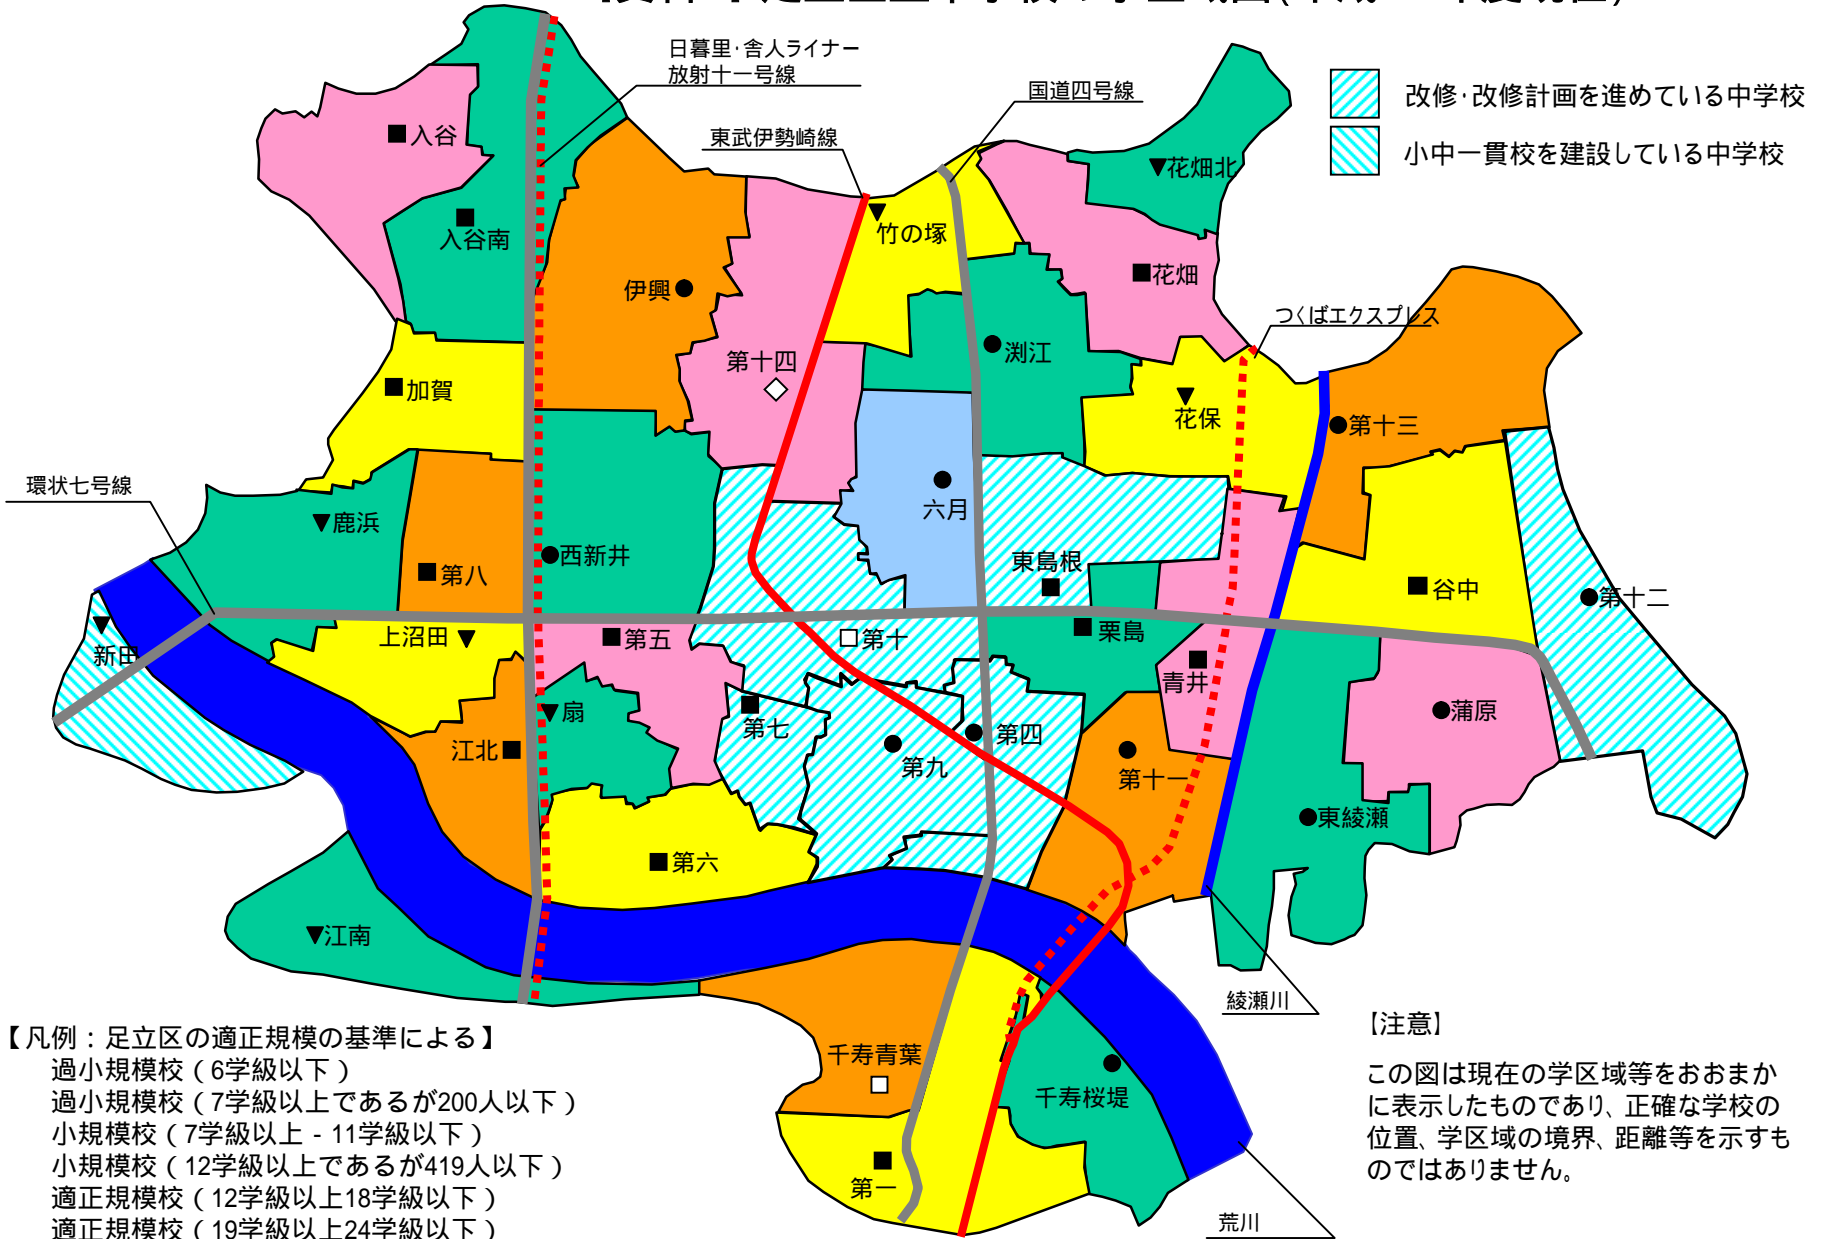 日暮里･舎人ライナー
放射十一号線
国道四号線
東武伊勢崎線
改修･改修計画を進めている中学校
小中一貫校を建設している中学校
入谷
花畑北
入谷南
竹の塚
花畑
伊興
つくばエクスプレス
渕江
第十四
加賀
花保
第十三
環状七号線
鹿浜
六月
西新井
東島根
第八
谷中
第十二
上沼田
第五
第十
栗島
新田
青井
扇
第七
第四
蒲原
江北
第九
第十一
東綾瀬
第六
江南
綾瀬川
【凡例：足立区の適正規模の基準による】
過小規模校（6学級以下）
過小規模校（7学級以上であるが200人以下）
小規模校（7学級以上 - 11学級以下）
小規模校（12学級以上であるが419人以下）
適正規模校（12学級以上18学級以下）
適正規模校（19学級以上24学級以下）
千寿青葉
千寿桜堤
第一
荒川
【注意】
この図は現在の学区域等をおおまか
に表示したものであり、正確な学校の
位置、学区域の境界、距離等を示すも
のではありません。